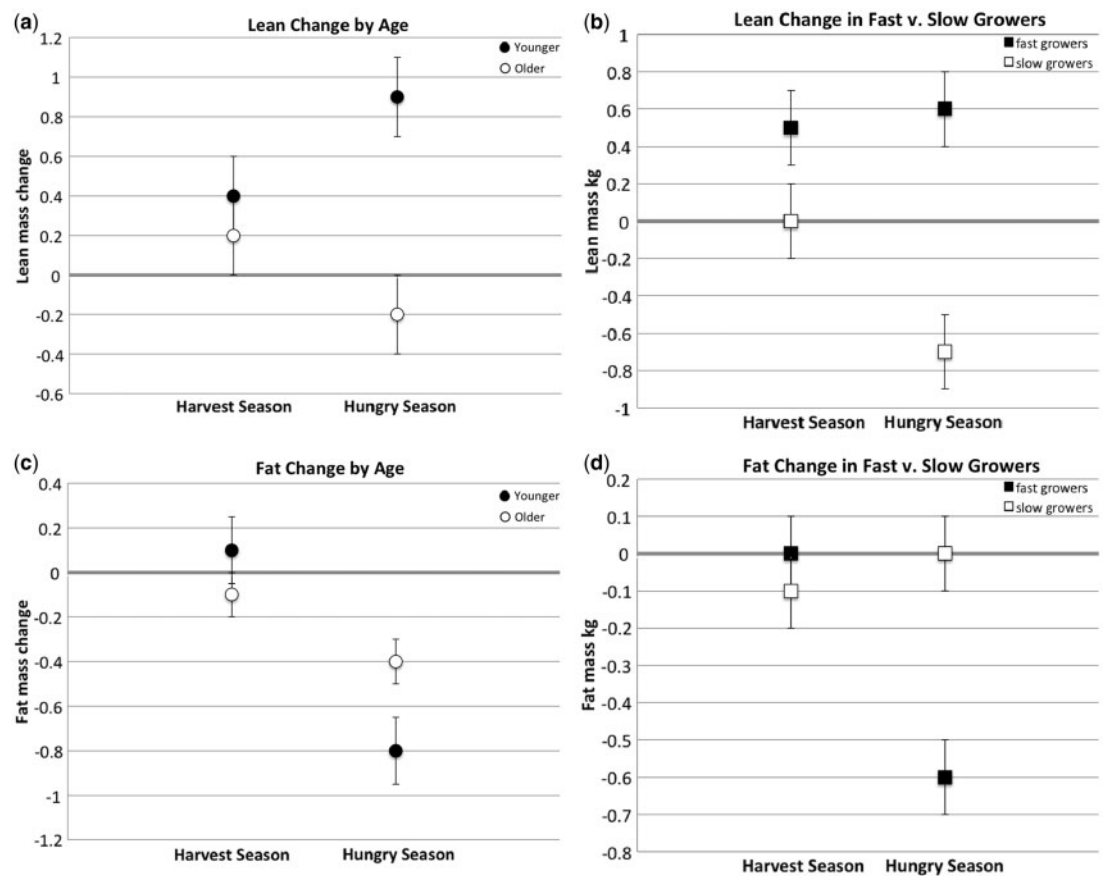 (a)
Lean Change by Age
Younger
Older
Lean mass change
1.2
1
0.8
0.6
0.4
0.2
0
-0.2
-0.4
-0.6
Harvest Season Hungry Season
(b)
Lean Change in Fast v. Slow Growers
fast growers
slow growers
Lean mass kg
1
0.8
0.6
0.4
0.2
0
-0.2
-0.4
-0.6
-0.8
-1
Harvest Season Hungry Season
(c)
Fat Change by Age
Younger
Older
Fat mass change
0.4
0.2
0
-0.2
-0.4
-0.6
-0.8
-1
-1.2
Harvest Season Hungry Season
(d)
Fat Change in Fast v. Slow Growers
fast growers
slow growers
Fat mass kg
0.2
0.1
0
-0.1
-0.2
-0.3
-0.4
-0.5
-0.6
-0.7
-0.8
Harvest Season Hungry Season